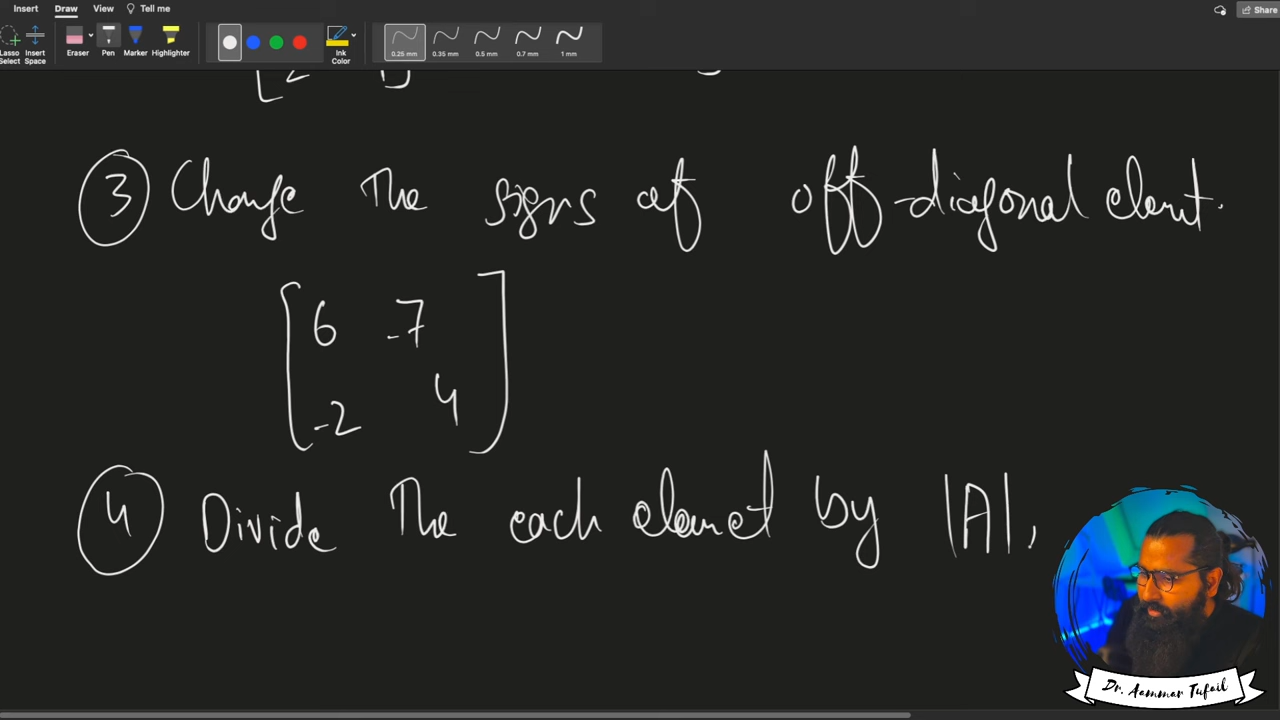 Insert Draw View Tell me
Share
Lasso Select
Insert Space
Eraser
Pen
Marker
Highlighter
Ink Color
0.25 mm
0.35 mm
0.5 mm
0.7 mm
1 mm
3 Change the signs of off-diagonal elemt.
6 -7
-2 4
4 Divide the each elemet by |A|,
Dr. Aammar Tufail